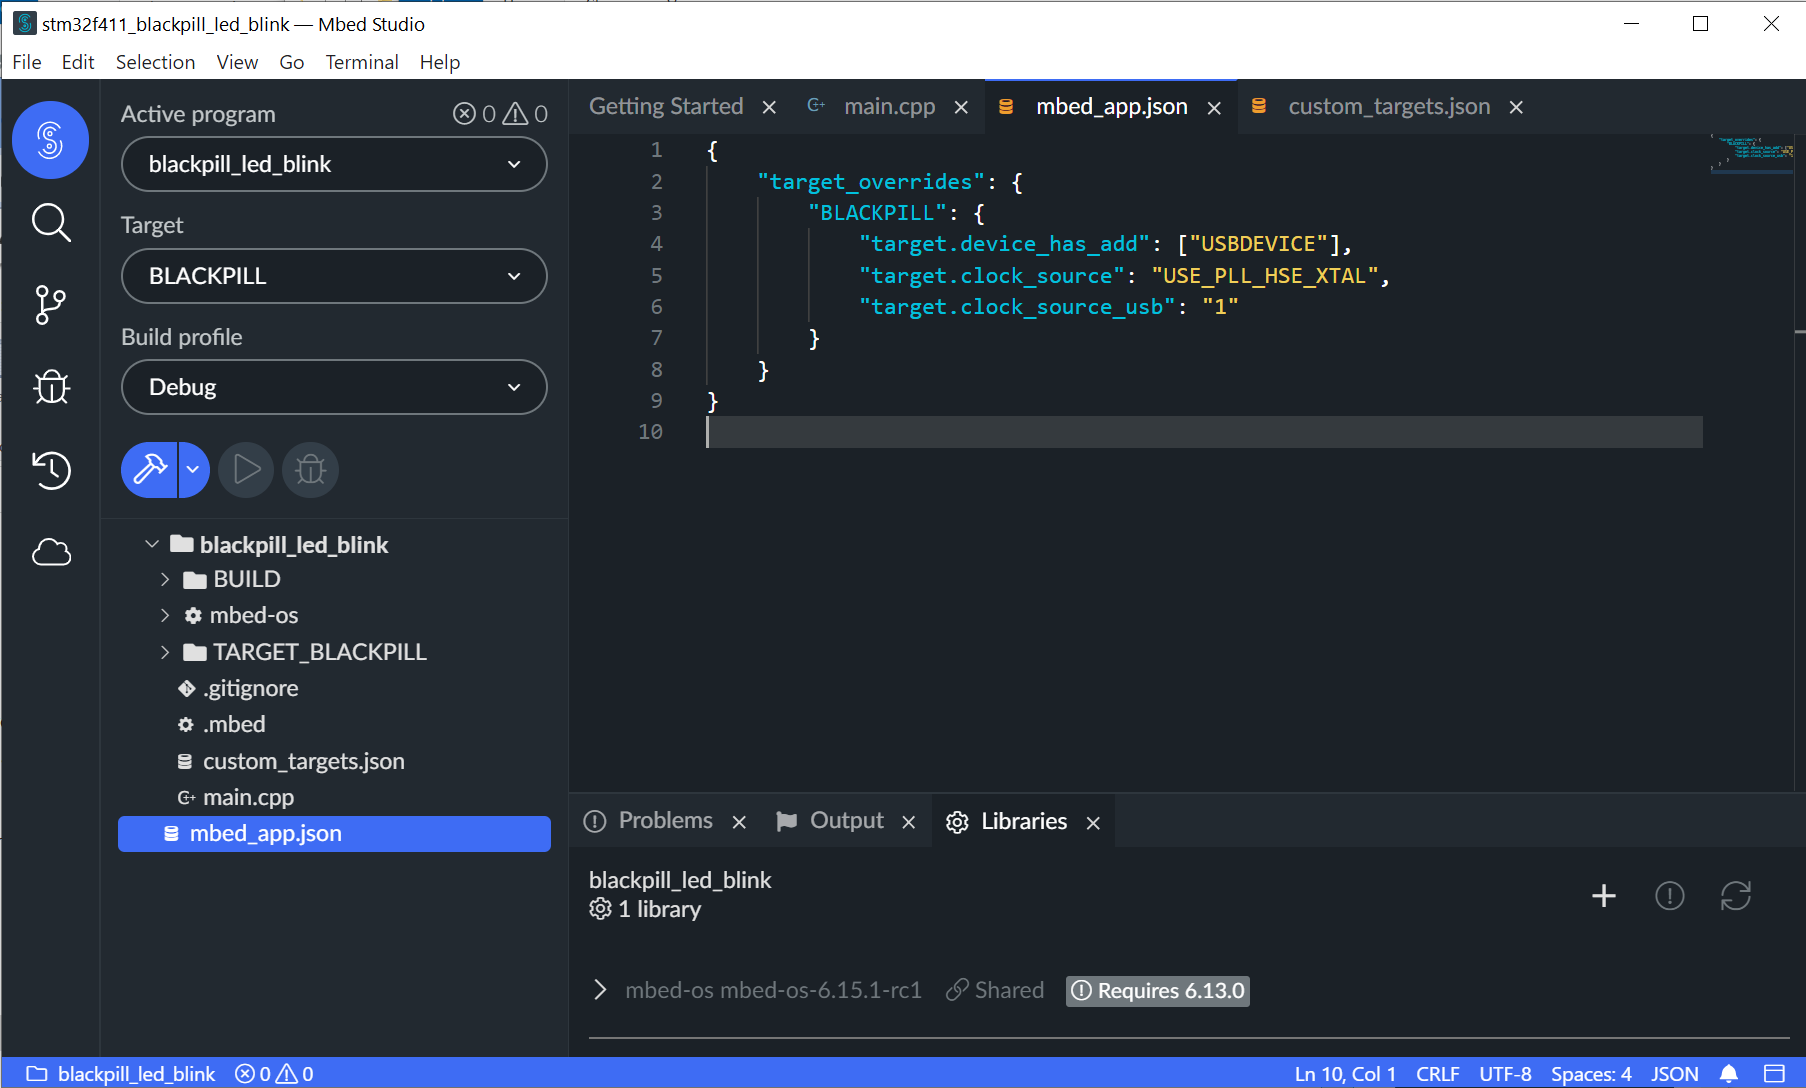 stm32f411_blackpill_led_blink — Mbed Studio
File Edit Selection View Go Terminal Help
Active program 0 0
blackpill_led_blink
Target
BLACKPILL
Build profile
Debug
blackpill_led_blink
BUILD
mbed-os
TARGET_BLACKPILL
.gitignore
.mbed
custom_targets.json
main.cpp
mbed_app.json
Getting Started main.cpp mbed_app.json custom_targets.json
1 {
2 "target_overrides": {
3 "BLACKPILL": {
4 "target.device_has_add": ["USBDEVICE"],
5 "target.clock_source": "USE_PLL_HSE_XTAL",
6 "target.clock_source_usb": "1"
7 }
8 }
9 }
10
Problems Output Libraries
blackpill_led_blink
1 library
mbed-os mbed-os-6.15.1-rc1 Shared Requires 6.13.0
blackpill_led_blink 0 0 Ln 10, Col 1 CRLF UTF-8 Spaces: 4 JSON